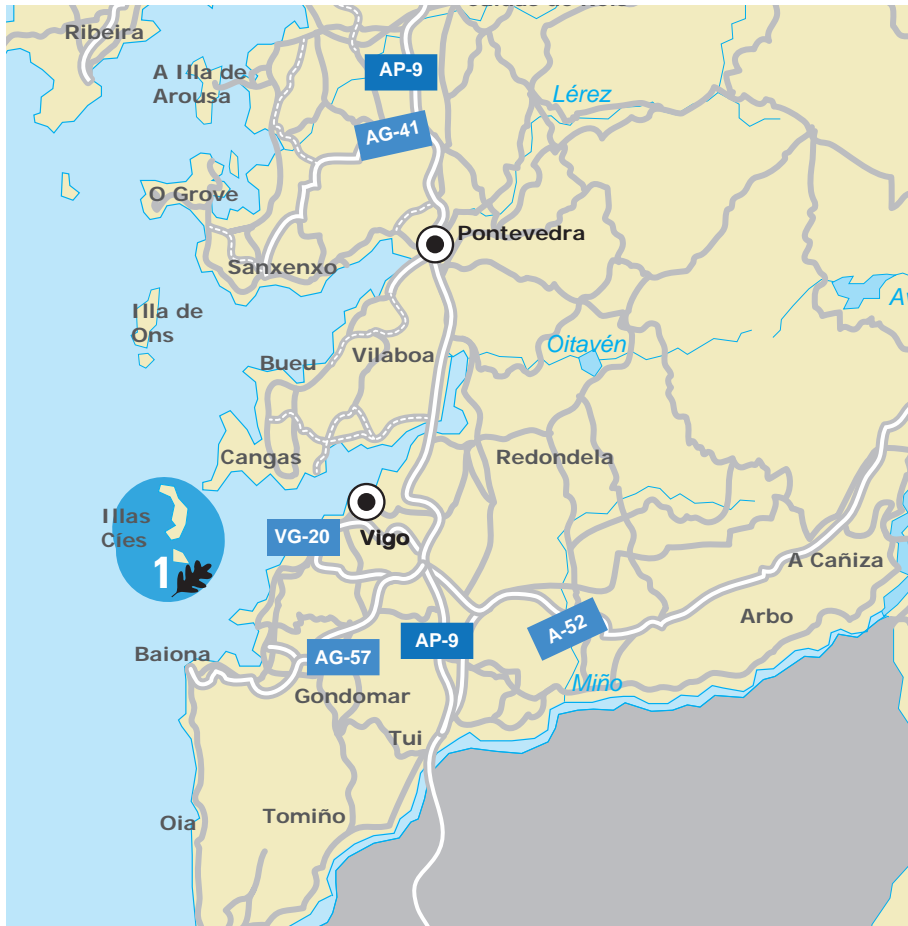 Ribeira
A Illa de
Arousa
AP-9
Lérez
AG-41
O Grove
Pontevedra
Sanxenxo
Illa de
Ons
Oitavén
Vilaboa
Bueu
Cangas
Redondela
Illas
Cíes
1
VG-20
Vigo
A Cañiza
Arbo
A-52
AP-9
Baiona
AG-57
Miño
Gondomar
Tui
Tomiño
Oia